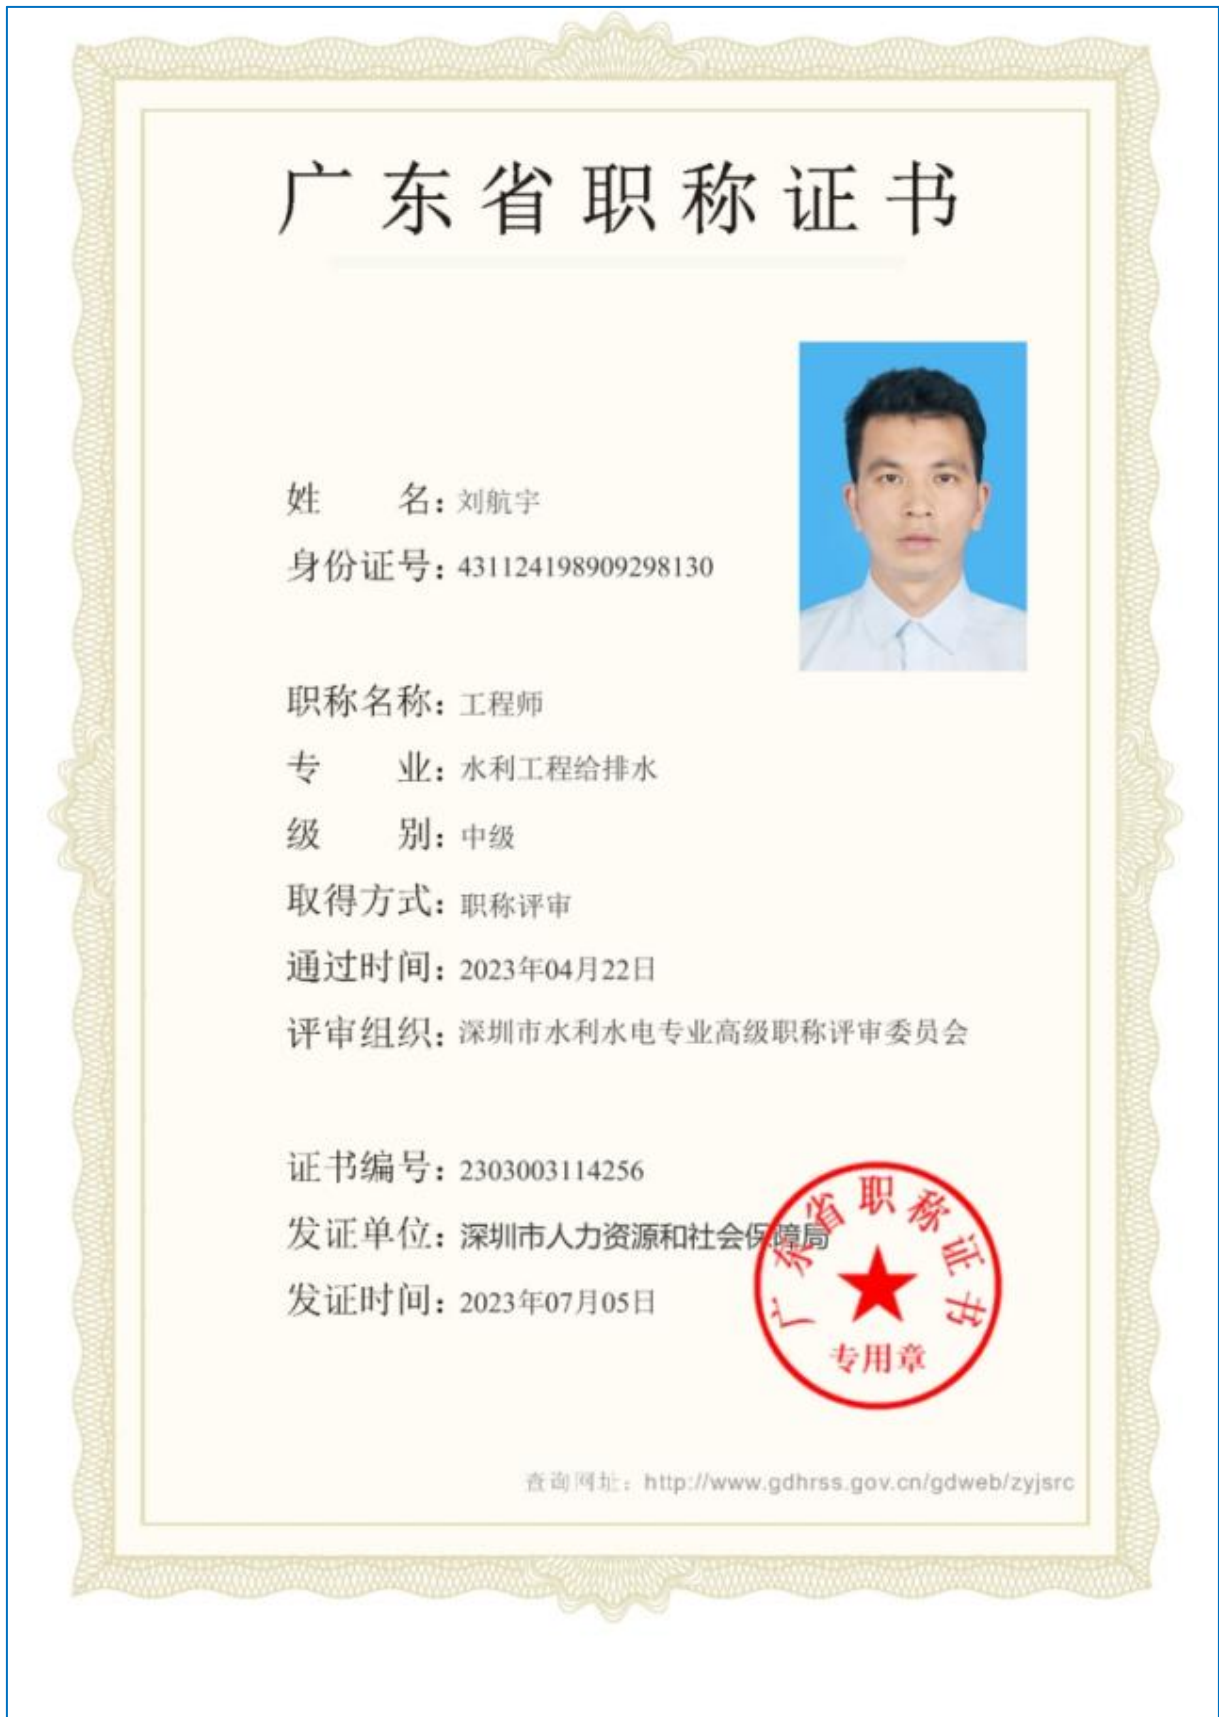 广东省职称证书
姓 名：刘航宇
身份证号：431124198909298130
职称名称：工程师
专 业：水利工程给排水
级 别：中级
取得方式：职称评审
通过时间：2023年04月22日
评审组织：深圳市水利水电专业高级职称评审委员会
证书编号：2303003114256
发证单位：深圳市人力资源和社会保障局
发证时间：2023年07月05日
广东省职称证书
专用章
查询网址：http://www.gdhrss.gov.cn/gdweb/zyjsrc